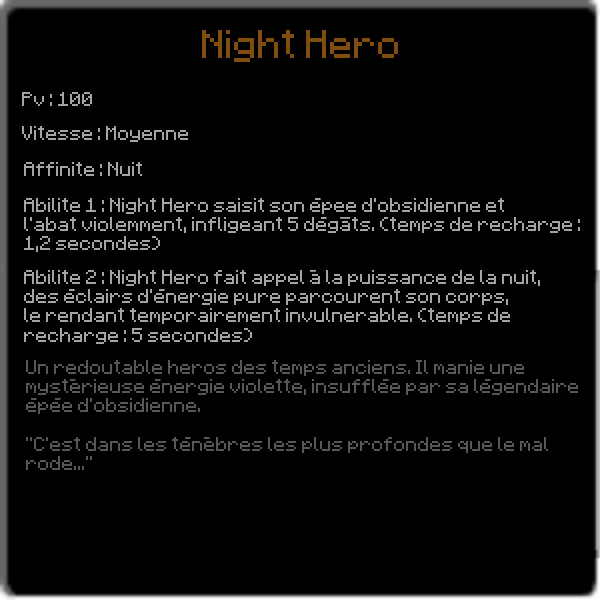 Night Hero
Pv : 100
Vitesse : Moyenne
Affinite : Nuit
Abilite 1 : Night Hero saisit son épee d'obsidienne et
l'abat violemment, infligeant 5 dégâts. (temps de recharge :
1,2 secondes)
Abilite 2 : Night Hero fait appel à la puissance de la nuit,
des éclairs d'énergie pure parcourent son corps,
le rendant temporairement invulnerable. (temps de
recharge : 5 secondes)
Un redoutable heros des temps anciens. Il manie une
mystérieuse énergie violette, insufflée par sa légendaire
épée d'obsidienne.
"C'est dans les ténèbres les plus profondes que le mal
rode..."